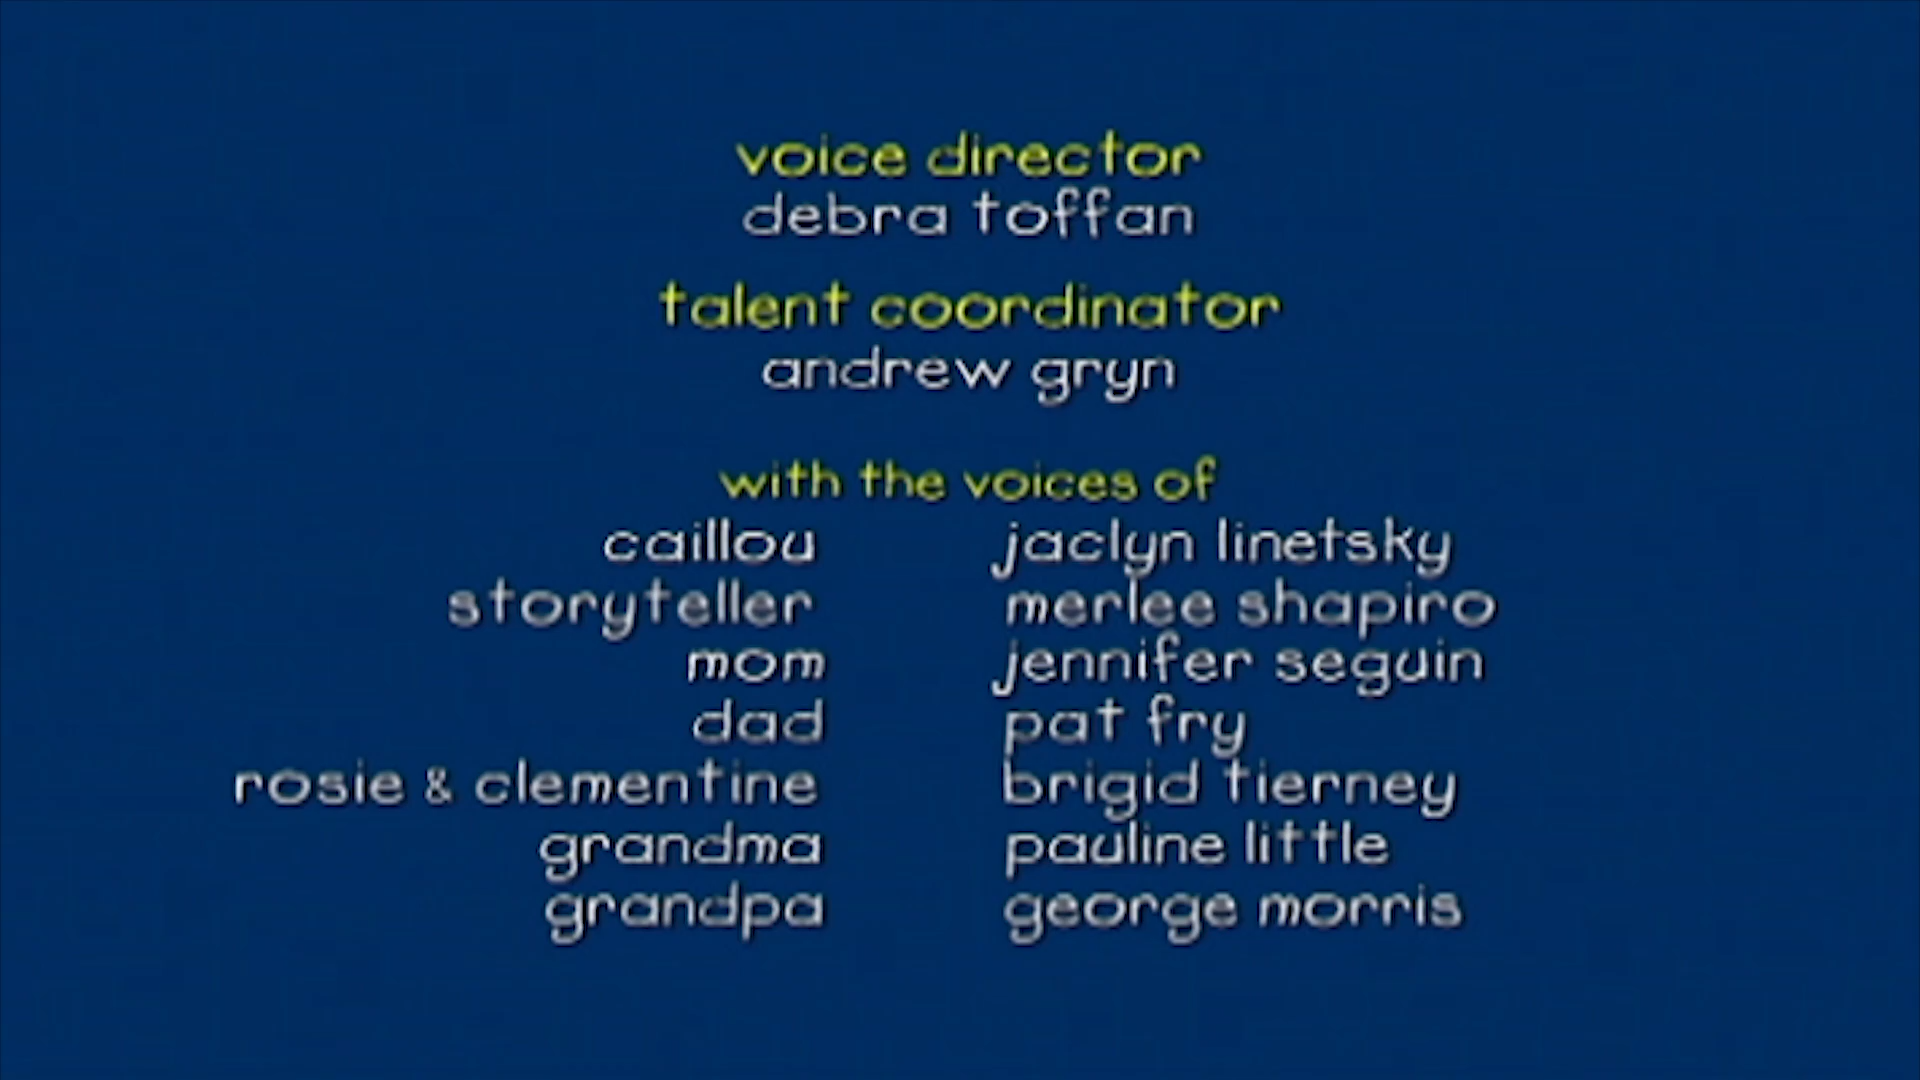 voice director
debra toffan
talent coordinator
andrew gryn
with the voices of
caillou jaclyn linetsky
storyteller merlee shapiro
mom jennifer seguin
dad pat fry
rosie & clementine brigid tierney
grandma pauline little
grandpa george morris